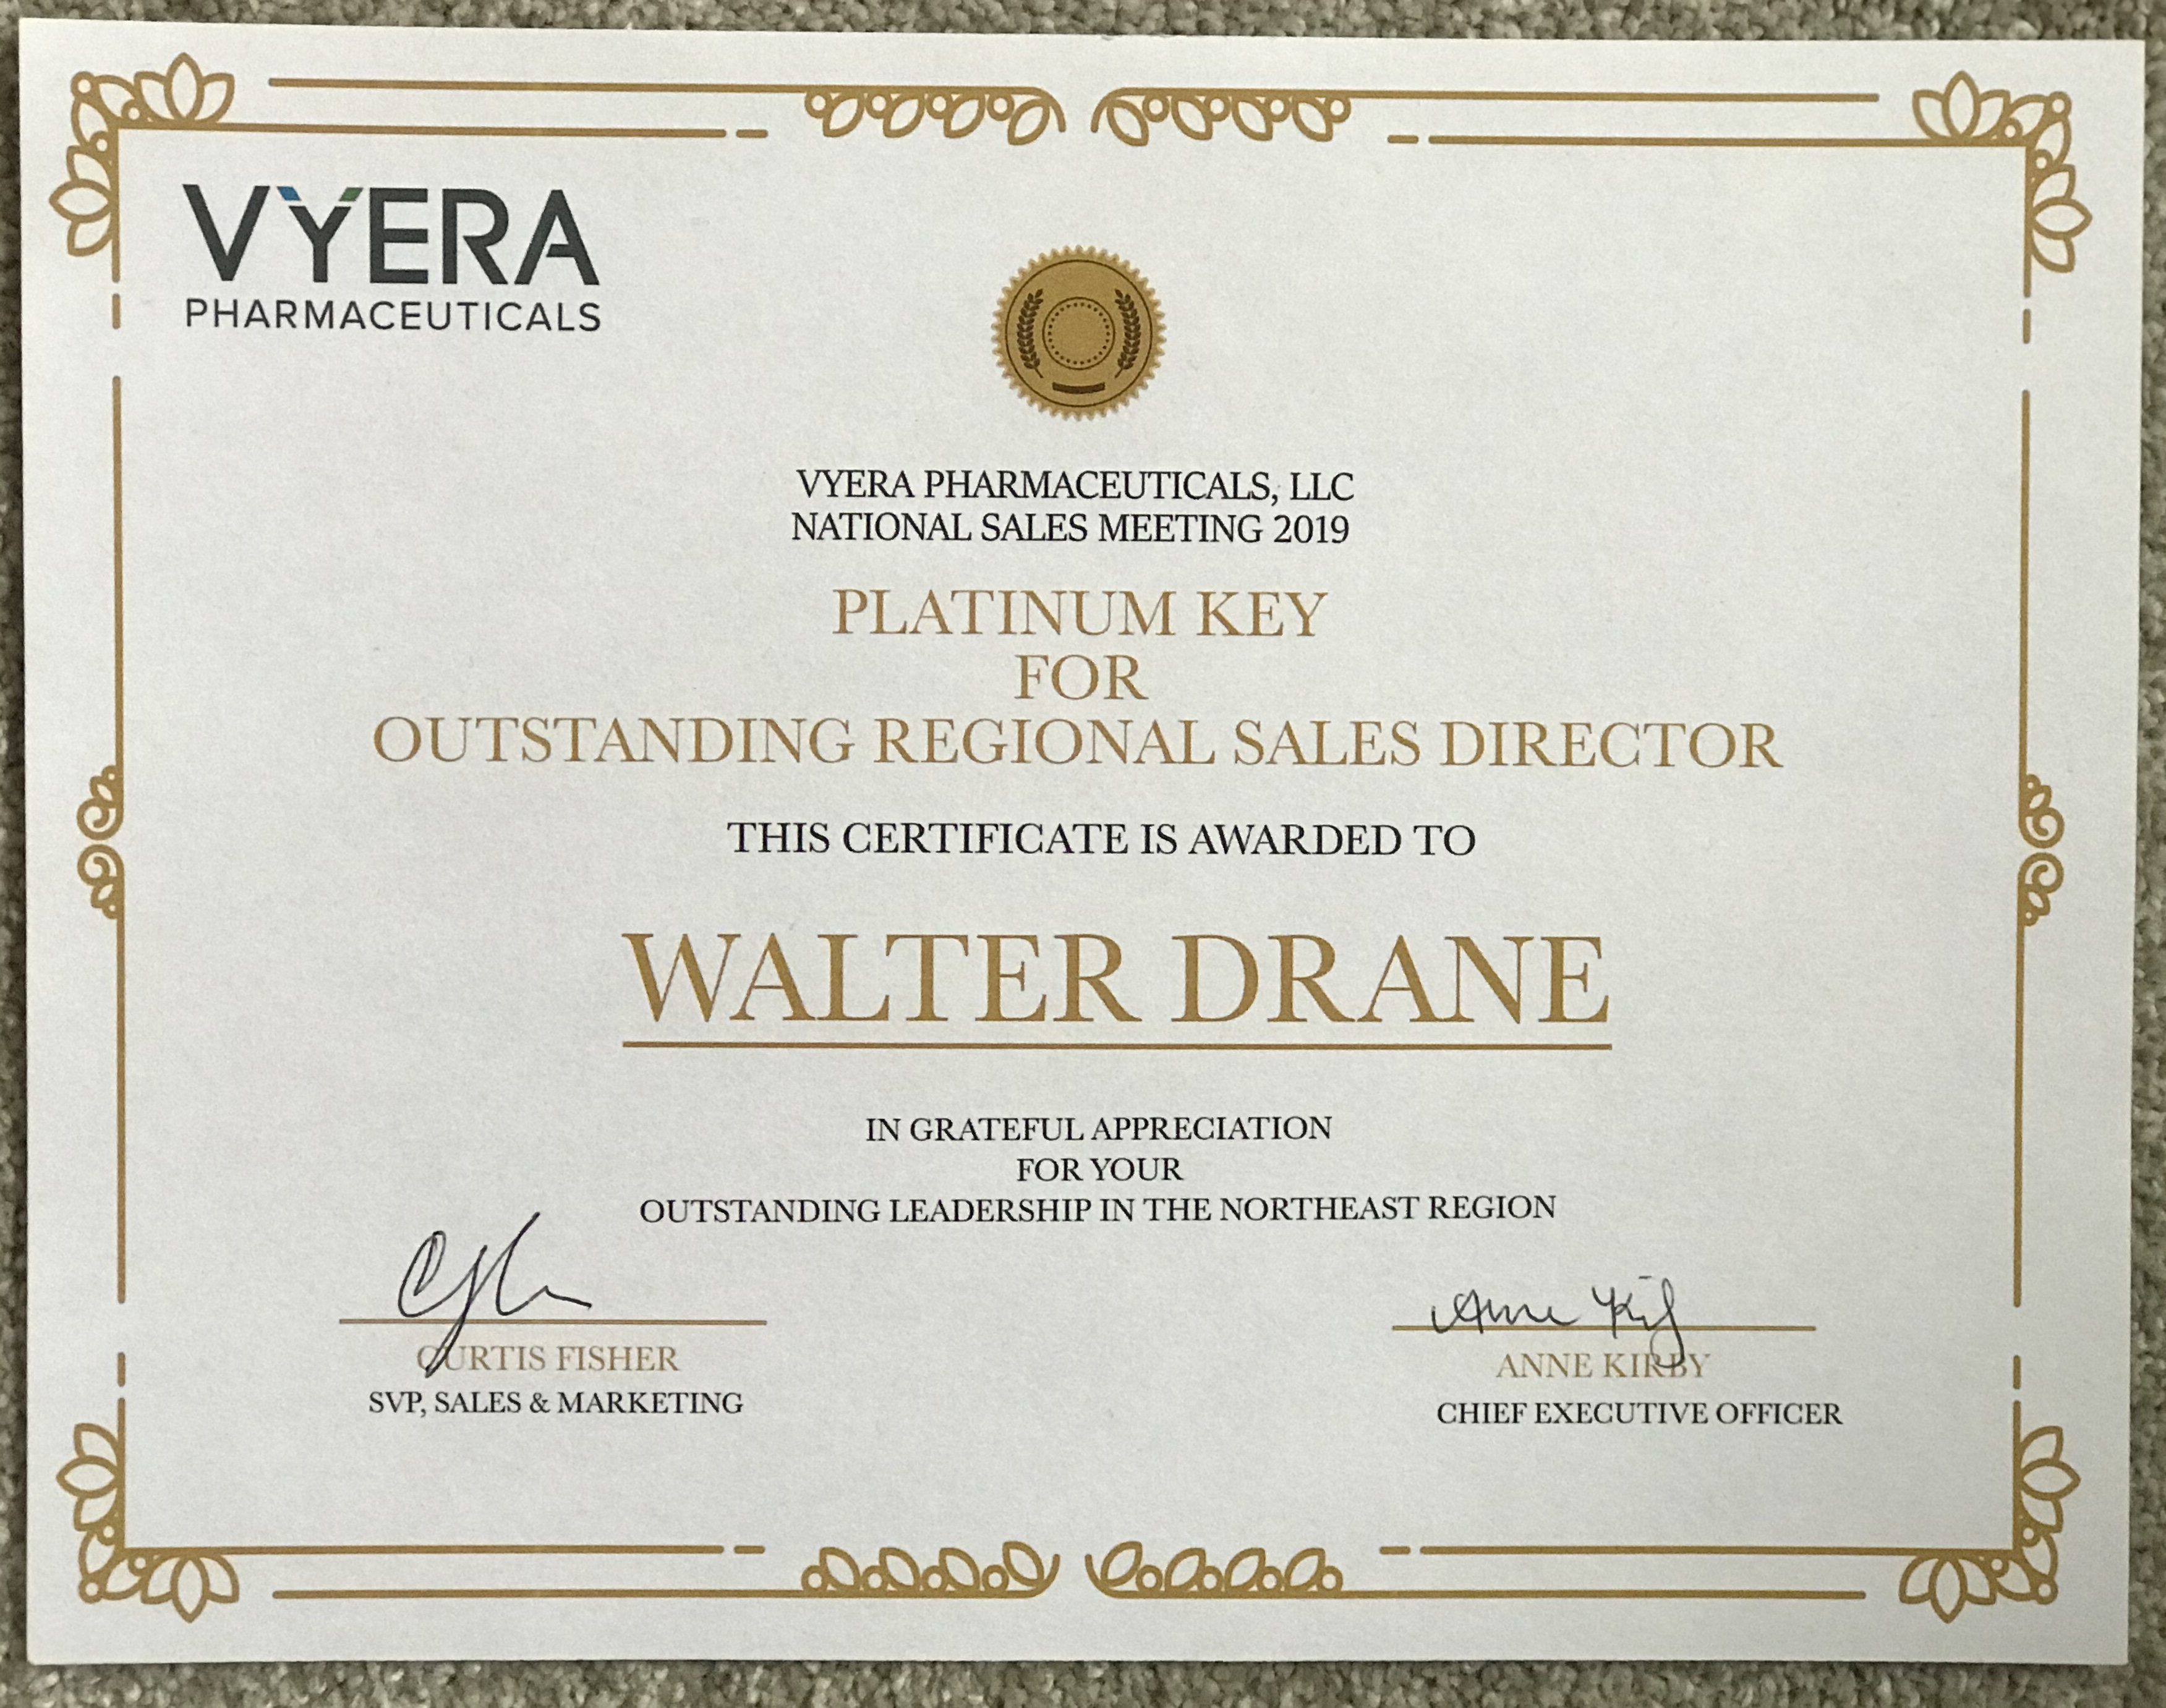 VYERA
PHARMACEUTICALS
VYERA PHARMACEUTICALS, LLC
NATIONAL SALES MEETING 2019
PLATINUM KEY
FOR
OUTSTANDING REGIONAL SALES DIRECTOR
THIS CERTIFICATE IS AWARDED TO
WALTER DRANE
IN GRATEFUL APPRECIATION
FOR YOUR
OUTSTANDING LEADERSHIP IN THE NORTHEAST REGION
CURTIS FISHER
SVP, SALES & MARKETING
Anne Kirby
ANNE KIRBY
CHIEF EXECUTIVE OFFICER